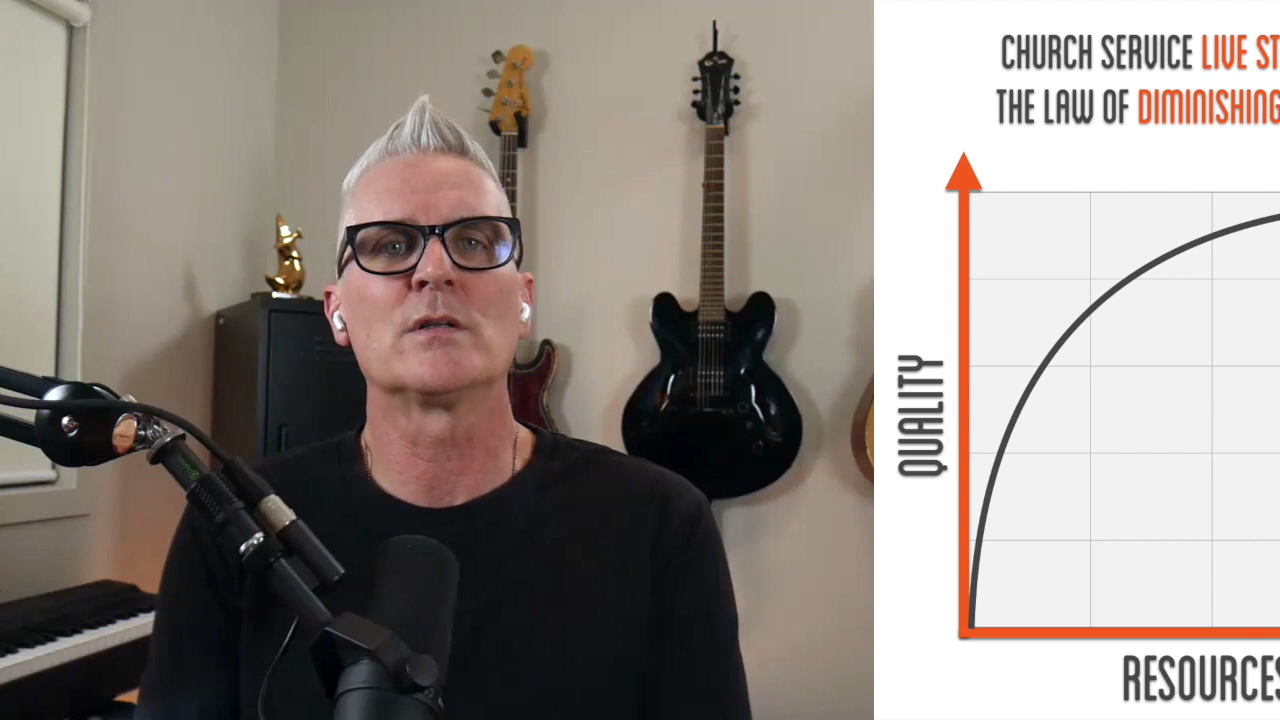 CHURCH SERVICE LIVE ST
THE LAW OF DIMINISHING
QUALITY
RESOURCES